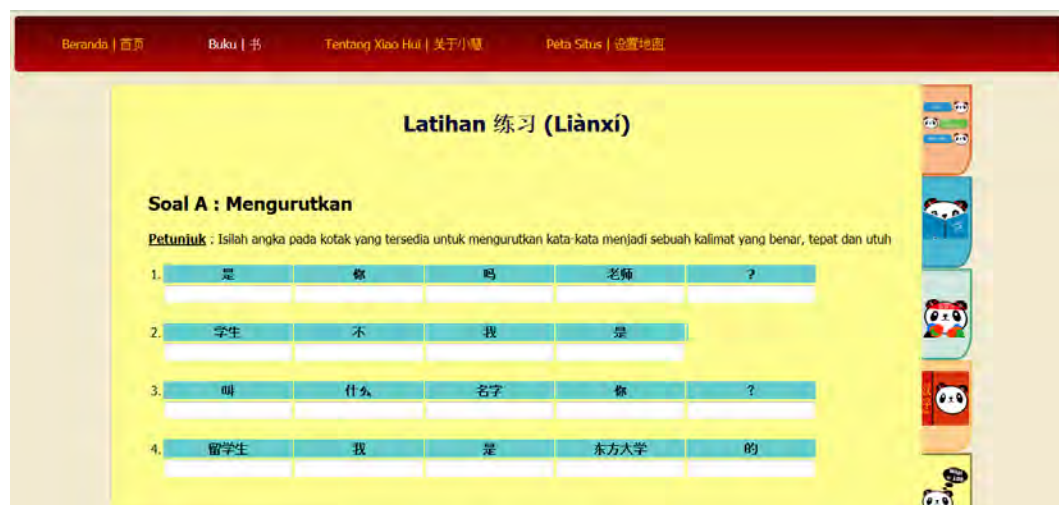 Beranda | 首页 Buku | 书 Tentang Xiao Hui | 关于小慧 Peta Situs | 设置地图
Latihan 练习 (Liànxí)
Soal A : Mengurutkan
Petunjuk : Isilah angka pada kotak yang tersedia untuk mengurutkan kata-kata menjadi sebuah kalimat yang benar, tepat dan utuh
1. 是 你 吗 老师 ?
2. 学生 不 我 是
3. 叫 什么 名字 你 ?
4. 留学生 我 是 东方大学 的